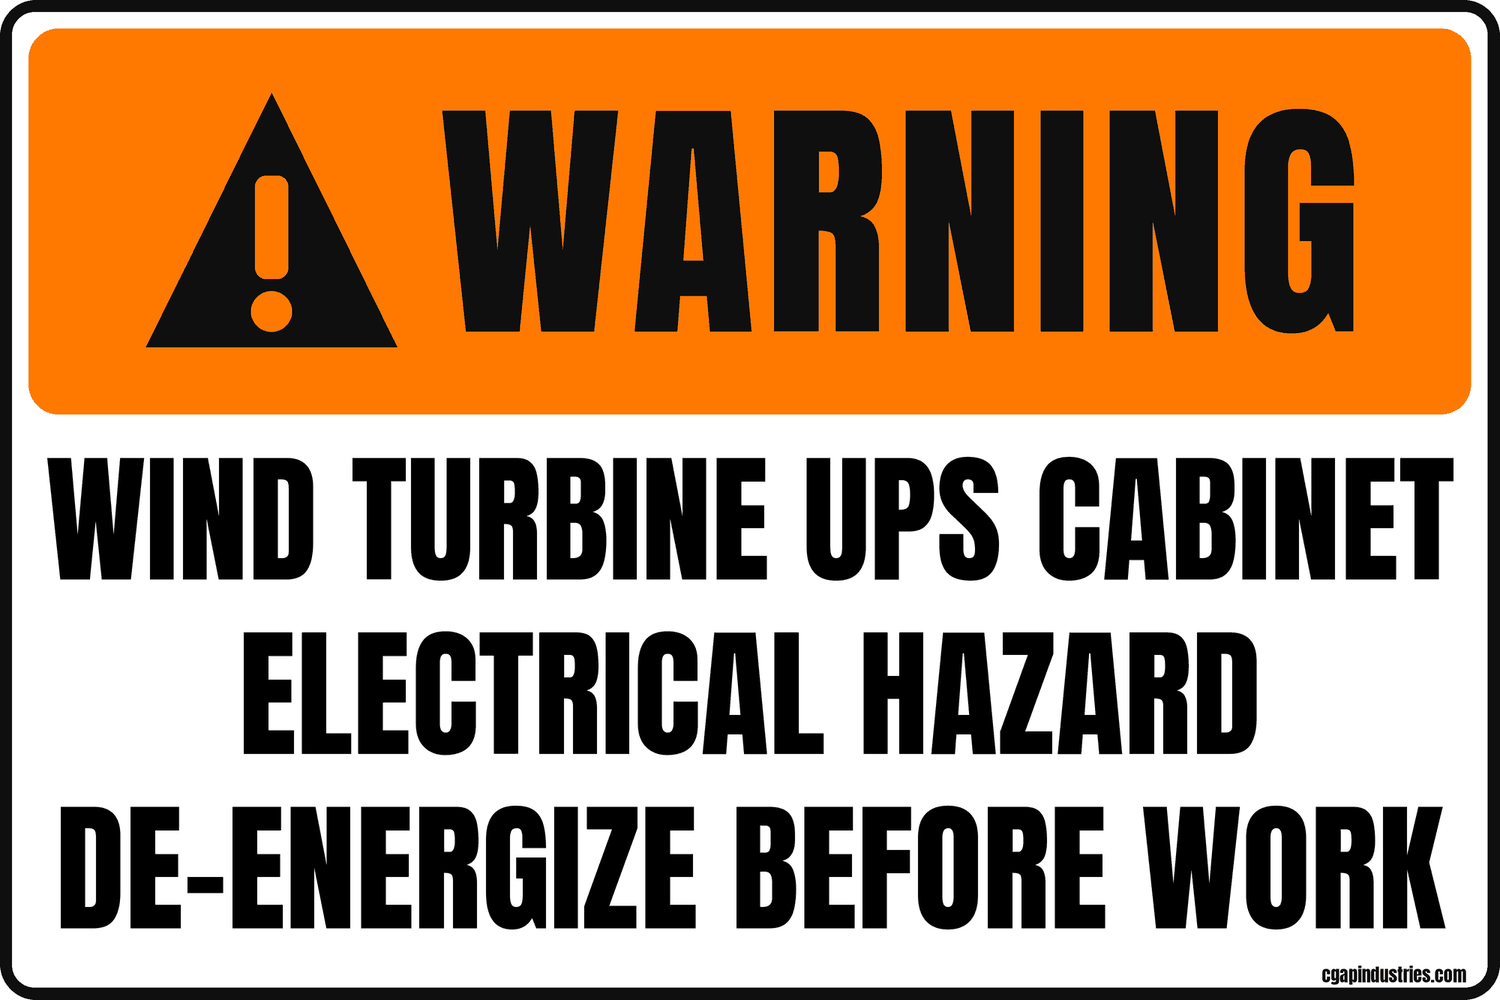 WARNING
WIND TURBINE UPS CABINET
ELECTRICAL HAZARD
DE-ENERGIZE BEFORE WORK
cgapindustries.com